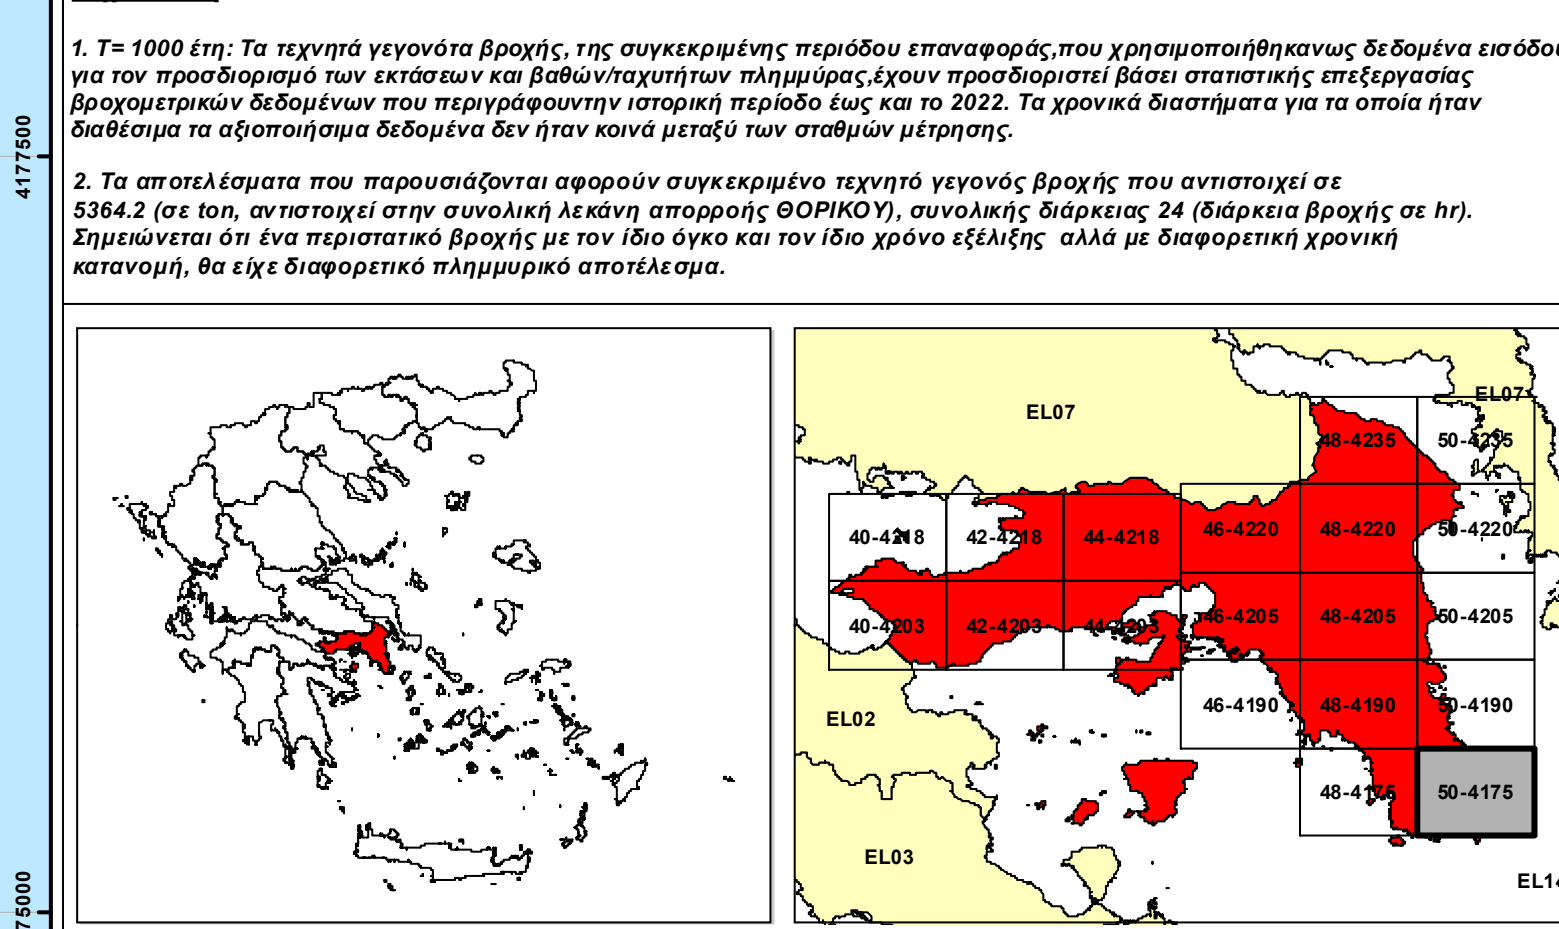 1. T= 1000 έτη: Τα τεχνητά γεγονότα βροχής, της συγκεκριμένης περιόδου επαναφοράς,που χρησιμοποιήθηκανως δεδομένα εισόδου
για τον προσδιορισμό των εκτάσεων και βαθών/ταχυτήτων πλημμύρας,έχουν προσδιοριστεί βάσει στατιστικής επεξεργασίας
βροχομετρικών δεδομένων που περιγράφουντην ιστορική περίοδο έως και το 2022. Τα χρονικά διαστήματα για τα οποία ήταν
διαθέσιμα τα αξιοποιήσιμα δεδομένα δεν ήταν κοινά μεταξύ των σταθμών μέτρησης.
4177500
2. Τα αποτελέσματα που παρουσιάζονται αφορούν συγκεκριμένο τεχνητό γεγονός βροχής που αντιστοιχεί σε
5364.2 (σε ton, αντιστοιχεί στην συνολική λεκάνη απορροής ΘΟΡΙΚΟΥ), συνολικής διάρκειας 24 (διάρκεια βροχής σε hr).
Σημειώνεται ότι ένα περιστατικό βροχής με τον ίδιο όγκο και τον ίδιο χρόνο εξέλιξης αλλά με διαφορετική χρονική
κατανομή, θα είχε διαφορετικό πλημμυρικό αποτέλεσμα.
EL07
EL07
48-4235
50-4235
40-4218
42-4218
44-4218
46-4220
48-4220
50-4220
40-4203
42-4203
44-4203
46-4205
48-4205
50-4205
EL02
46-4190
48-4190
50-4190
48-4175
50-4175
EL03
EL14
75000